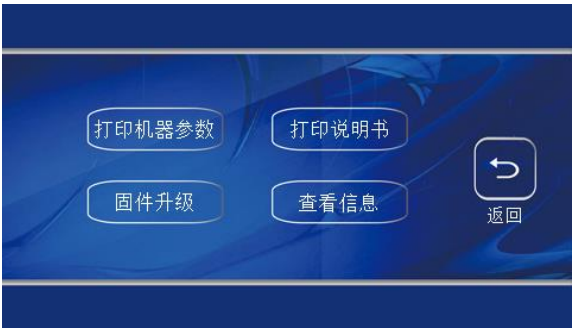 打印机器参数
打印说明书
固件升级
查看信息
返回